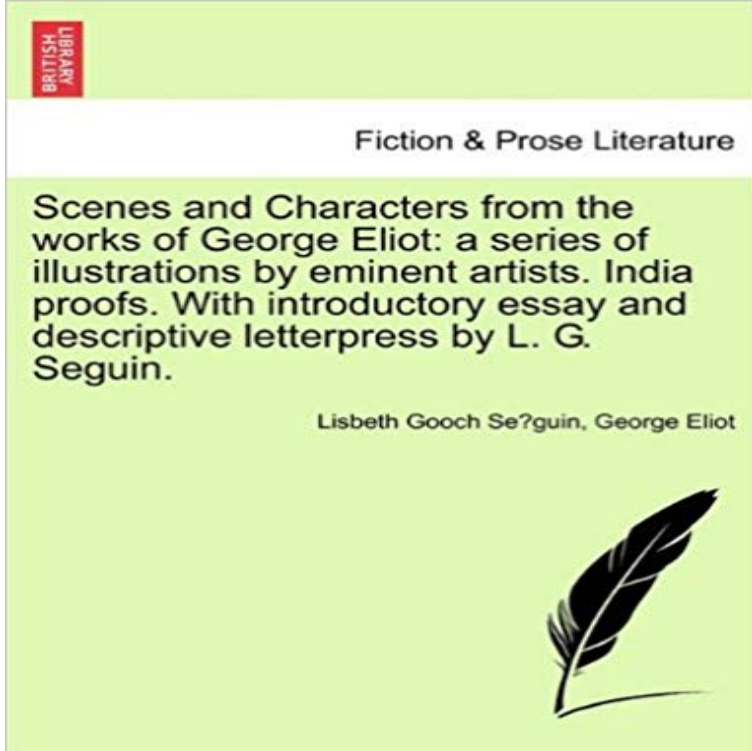 BRITISH
LIBRARY
Fiction & Prose Literature
Scenes and Characters from the
works of George Eliot: a series of
illustrations by eminent artists. India
proofs. With introductory essay and
descriptive letterpress by L. G.
Seguin.
Lisbeth Gooch Se?guin, George Eliot